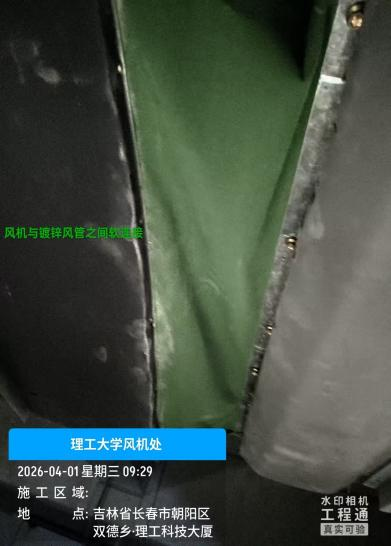 风机与镀锌风管之间软连接
理工大学风机处
2026-04-01 星期三 09:29
施工区域:
地点: 吉林省长春市朝阳区
双德乡·理工科技大厦
水印相机
工程通
真实可验